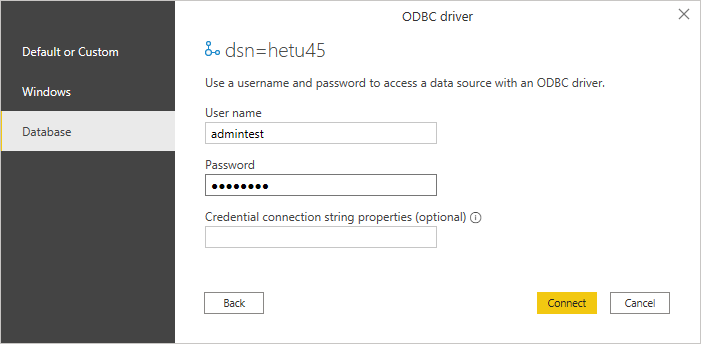 ODBC driver
Default or Custom
Windows
Database
dsn=hetu45
Use a username and password to access a data source with an ODBC driver.
User name
admintest
Password
●●●●●●●●
Credential connection string properties (optional)
Back
Connect
Cancel